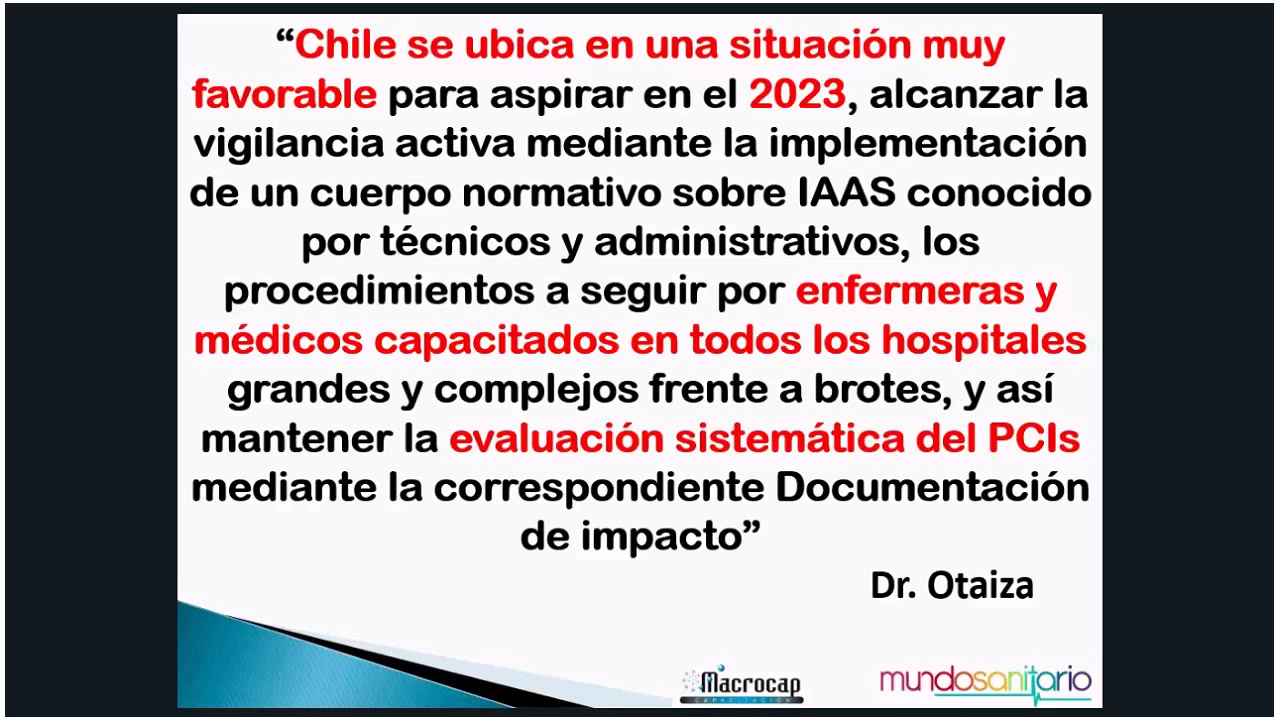 “Chile se ubica en una situación muy
favorable para aspirar en el 2023, alcanzar la
vigilancia activa mediante la implementación
de un cuerpo normativo sobre IAAS conocido
por técnicos y administrativos, los
procedimientos a seguir por enfermeras y
médicos capacitados en todos los hospitales
grandes y complejos frente a brotes, y así
mantener la evaluación sistemática del PCIs
mediante la correspondiente Documentación
de impacto”
Dr. Otaiza
Macrocap
CAPACITACIÓN
mundosanitario